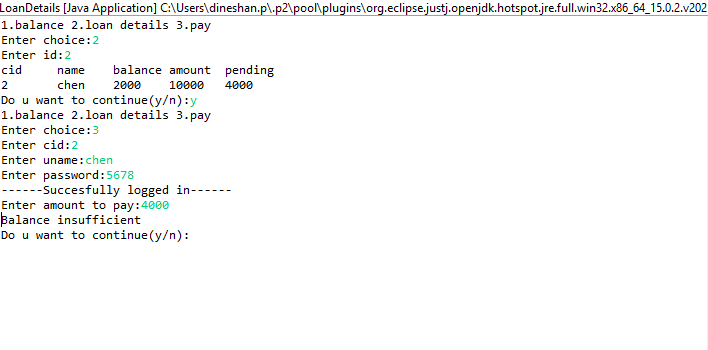 LoanDetails [Java Application] C:\Users\dineshan.p\.p2\pool\plugins\org.eclipse.justj.openjdk.hotspot.jre.full.win32.x86_64_15.0.2.v202
1.balance 2.loan details 3.pay
Enter choice:2
Enter id:2
cid name balance amount pending
2 chen 2000 10000 4000
Do u want to continue(y/n):y
1.balance 2.loan details 3.pay
Enter choice:3
Enter cid:2
Enter uname:chen
Enter password:5678
------Succesfully logged in------
Enter amount to pay:4000
Balance insufficient
Do u want to continue(y/n):